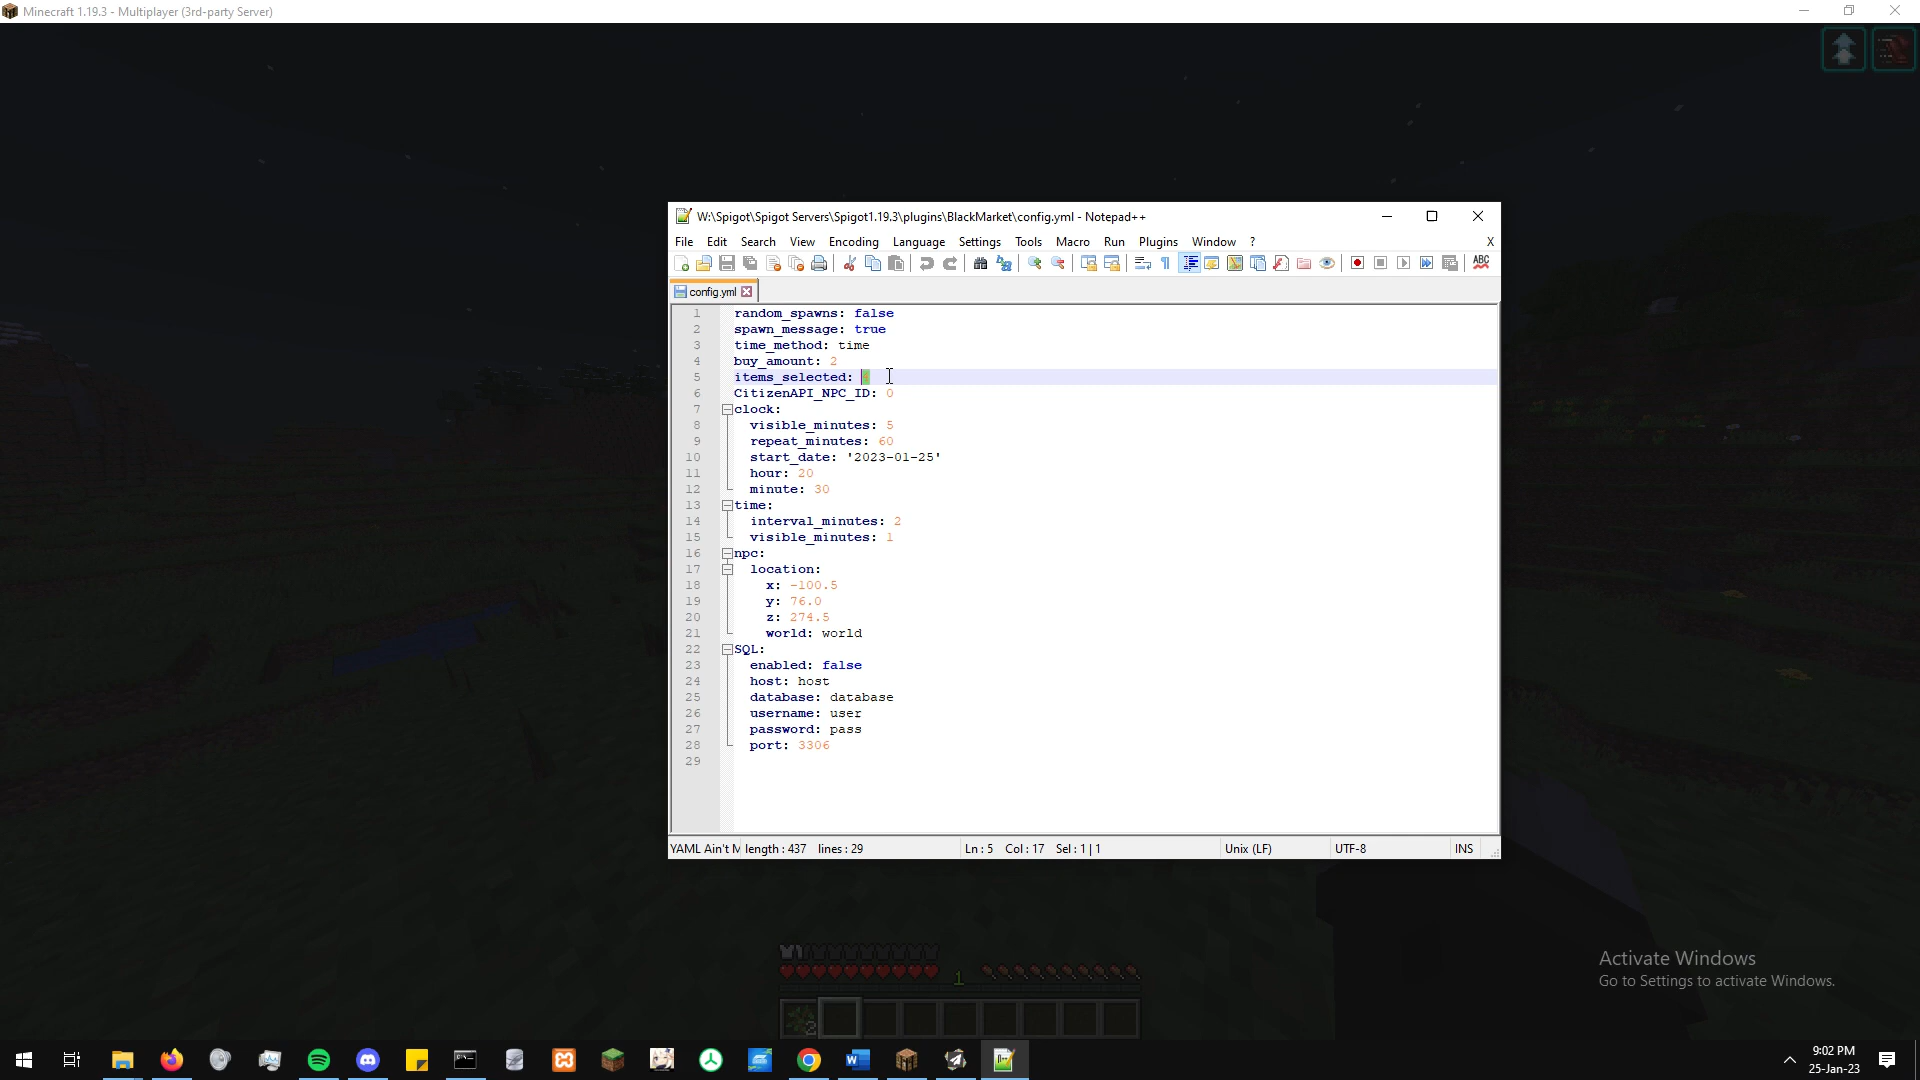 Minecraft 1.19.3 - Multiplayer (3rd-party Server)
W:\Spigot\Spigot Servers\Spigot1.19.3\plugins\BlackMarket\config.yml - Notepad++
File Edit Search View Encoding Language Settings Tools Macro Run Plugins Window ? X
ABC
config.yml
1 random_spawns: false
2 spawn_message: true
3 time_method: time
4 buy_amount: 2
5 items_selected:
6 CitizenAPI_NPC_ID: 0
7 clock:
8 visible_minutes: 5
9 repeat_minutes: 60
10 start_date: '2023-01-25'
11 hour: 20
12 minute: 30
13 time:
14 interval_minutes: 2
15 visible_minutes: 1
16 npc:
17 location:
18 x: -100.5
19 y: 76.0
20 z: 274.5
21 world: world
22 SQL:
23 enabled: false
24 host: host
25 database: database
26 username: user
27 password: pass
28 port: 3306
29
YAML Ain't M length : 437 lines : 29 Ln : 5 Col : 17 Sel : 1 | 1 Unix (LF) UTF-8 INS
Activate Windows
Go to Settings to activate Windows.
1
2
9:02 PM
25-Jan-23